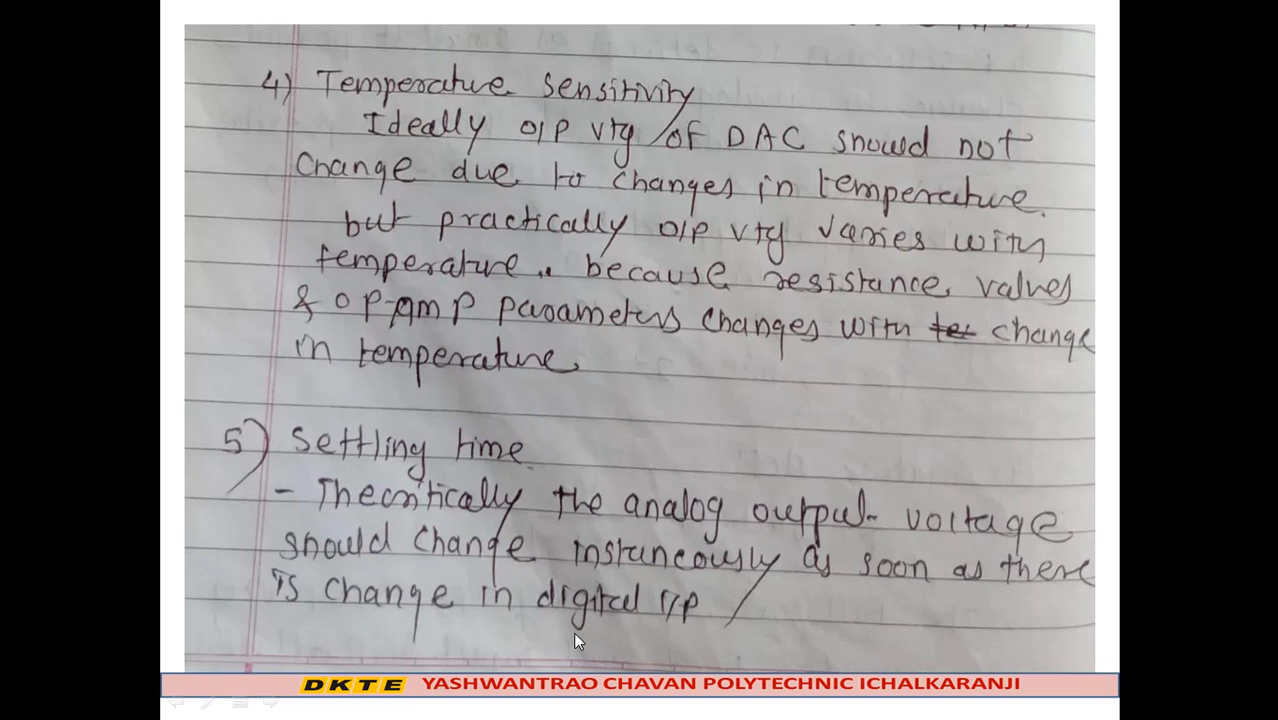 4) Temperature sensitivity
Ideally O/P vtg of DAC should not
change due to changes in temperature.
but practically O/P vtg varies with
temperature. because resistance values
& OP-Amp parameters changes with te change
in temperature.
5) Settling time
- Theoritically the analog output voltage
should change instaneously as soon as there
is change in digital I/P
DKTE YASHWANTRAO CHAVAN POLYTECHNIC ICHALKARANJI